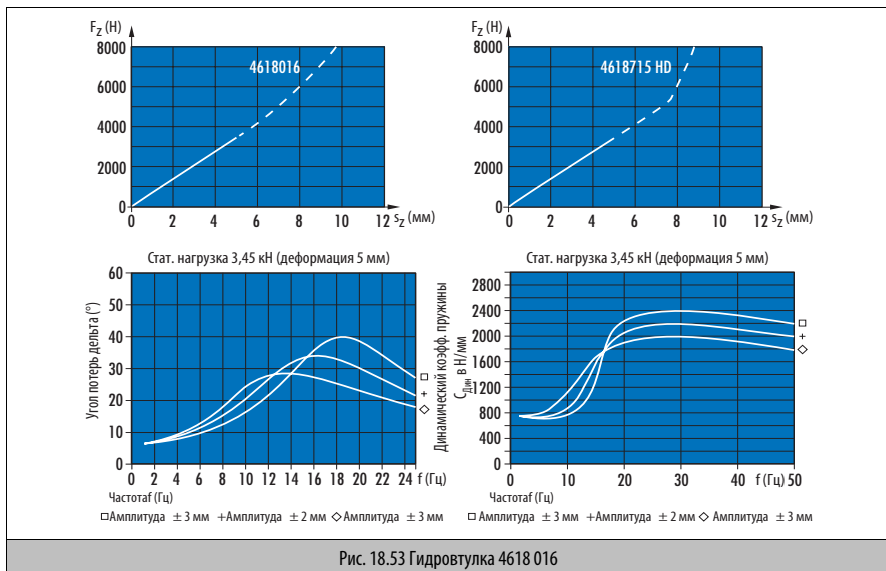 Fz (Н)
8000
6000
4000
2000
0
4618016
0 2 4 6 8 10 12 sz (мм)
Fz (Н)
8000
6000
4000
2000
0
4618715 HD
0 2 4 6 8 10 12 sz (мм)
Стат. нагрузка 3,45 кН (деформация 5 мм)
Угол потерь дельта (°)
60
50
40
30
20
10
0
0 2 4 6 8 10 12 14 16 18 20 22 24 f (Гц)
Частотаf (Гц)
□Амплитуда ± 3 мм +Амплитуда ± 2 мм ◇ Амплитуда ± 3 мм
Стат. нагрузка 3,45 кН (деформация 5 мм)
Динамический коэфф. пружины
CДин в Н/мм
2800
2400
2000
1600
1200
800
400
0
0 10 20 30 40 f (Гц) 50
Частотаf (Гц)
□ Амплитуда ± 3 мм +Амплитуда ± 2 мм ◇ Амплитуда ± 3 мм
Рис. 18.53 Гидровтулка 4618 016